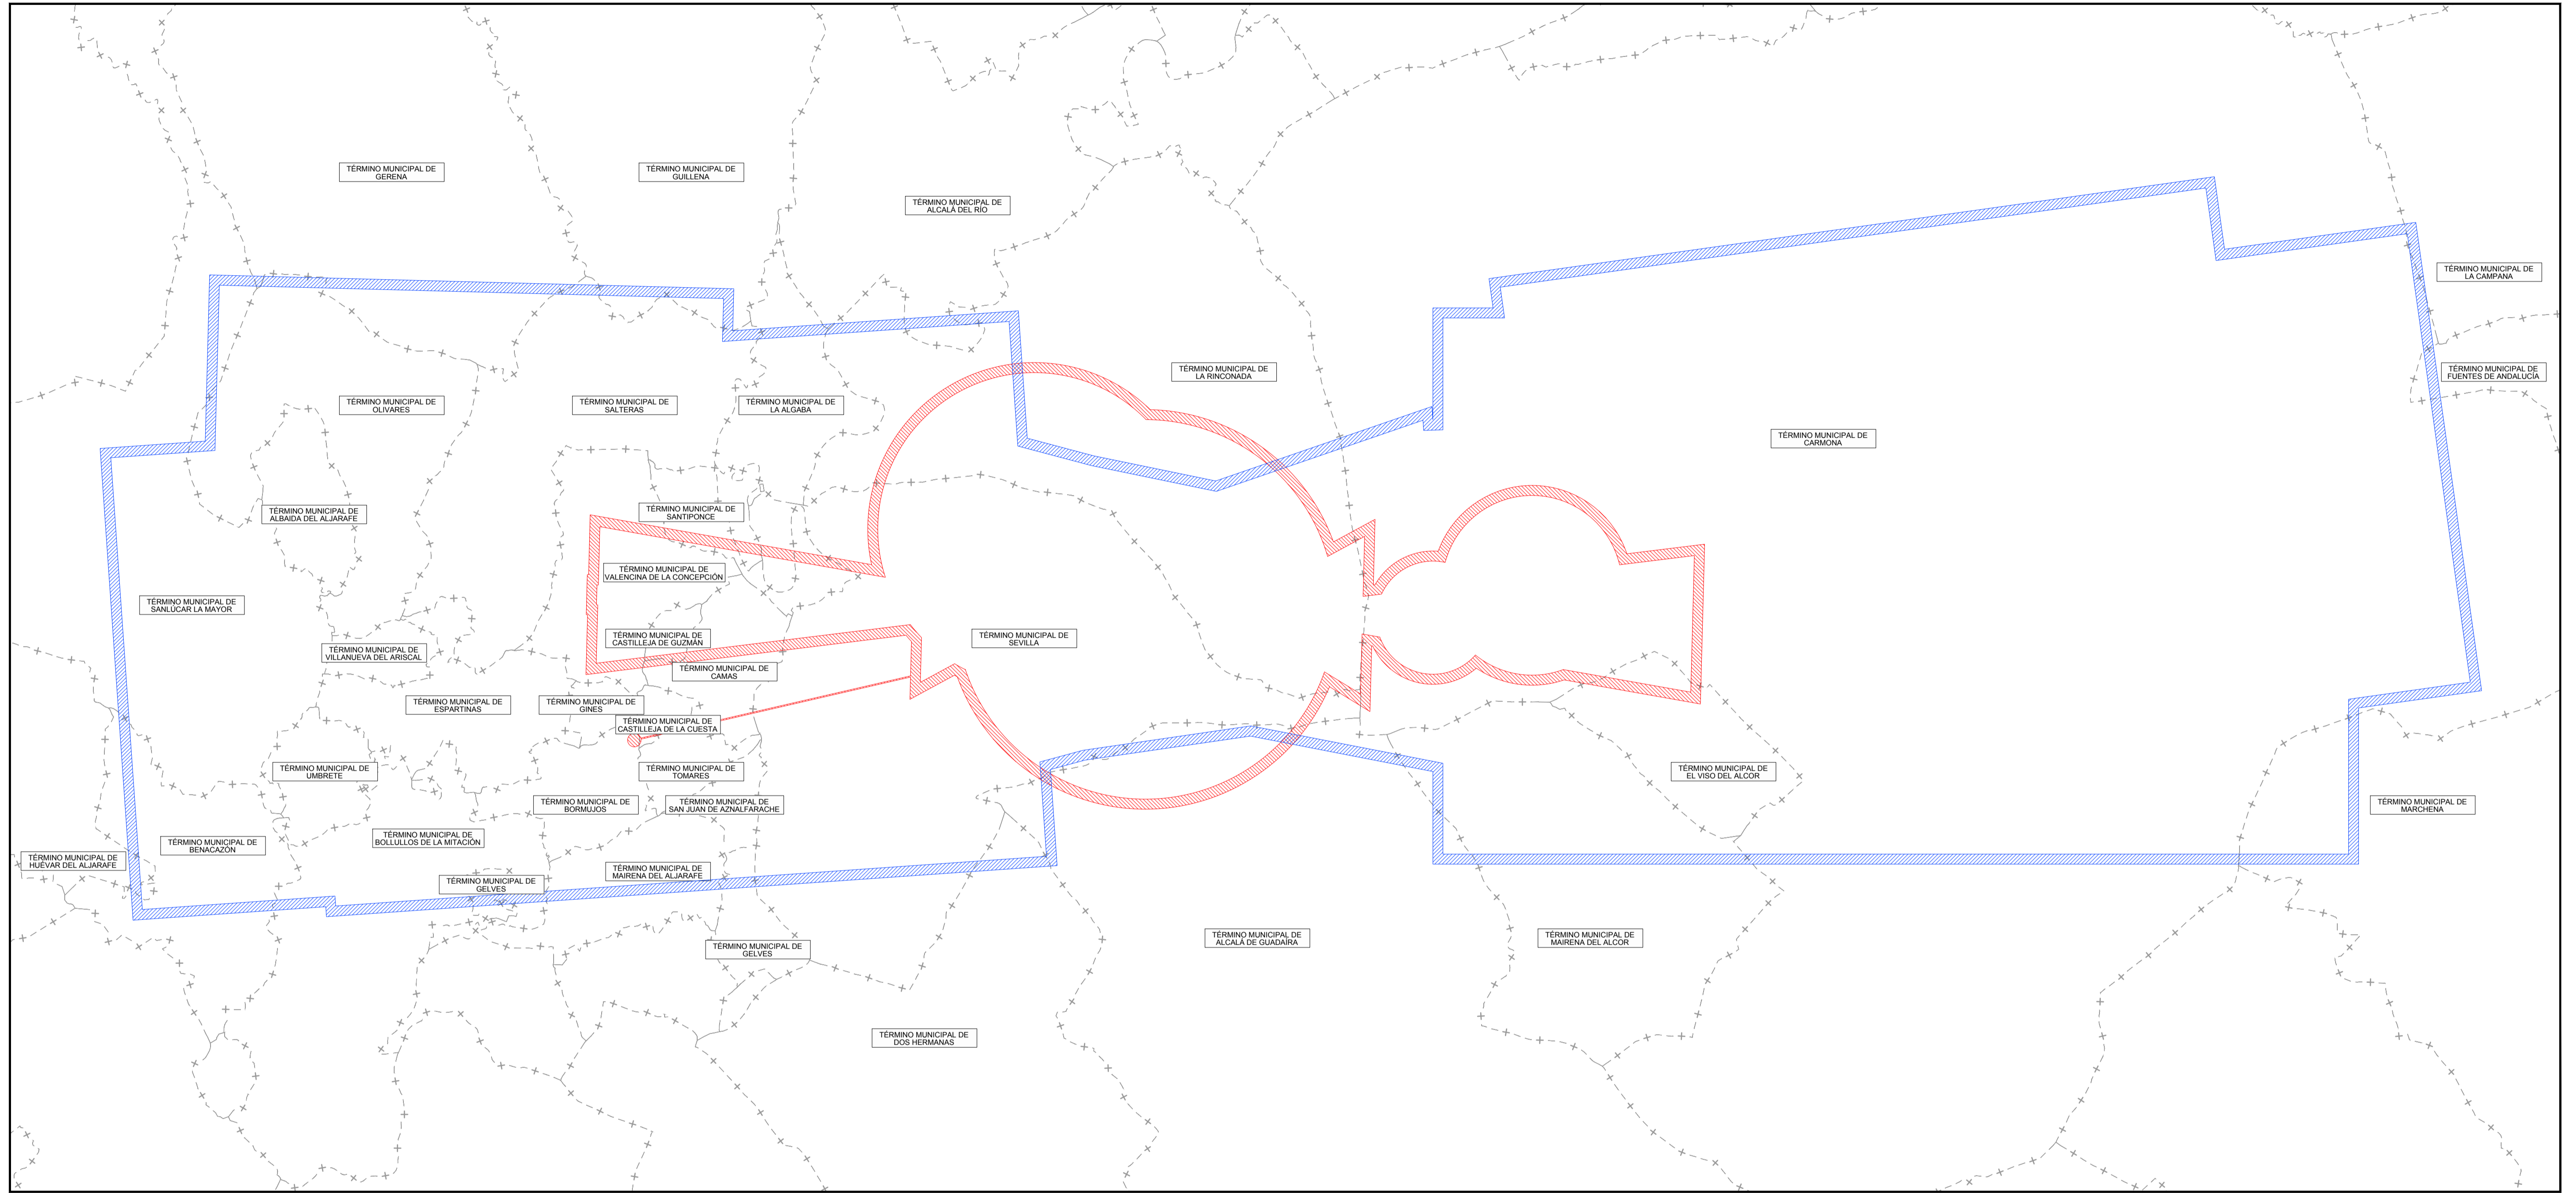 TÉRMINO MUNICIPAL DE
GERENA
TÉRMINO MUNICIPAL DE
GUILLENA
TÉRMINO MUNICIPAL DE
ALCALÁ DEL RÍO
TÉRMINO MUNICIPAL DE
LA CAMPANA
TÉRMINO MUNICIPAL DE
LA RINCONADA
TÉRMINO MUNICIPAL DE
FUENTES DE ANDALUCÍA
TÉRMINO MUNICIPAL DE
OLIVARES
TÉRMINO MUNICIPAL DE
SALTERAS
TÉRMINO MUNICIPAL DE
LA ALGABA
TÉRMINO MUNICIPAL DE
CARMONA
TÉRMINO MUNICIPAL DE
ALBAIDA DEL ALJARAFE
TÉRMINO MUNICIPAL DE
SANTIPONCE
TÉRMINO MUNICIPAL DE
VALENCINA DE LA CONCEPCIÓN
TÉRMINO MUNICIPAL DE
SANLÚCAR LA MAYOR
TÉRMINO MUNICIPAL DE
CASTILLEJA DE GUZMÁN
TÉRMINO MUNICIPAL DE
SEVILLA
TÉRMINO MUNICIPAL DE
VILLANUEVA DEL ARISCAL
TÉRMINO MUNICIPAL DE
CAMAS
TÉRMINO MUNICIPAL DE
ESPARTINAS
TÉRMINO MUNICIPAL DE
GINES
TÉRMINO MUNICIPAL DE
CASTILLEJA DE LA CUESTA
TÉRMINO MUNICIPAL DE
UMBRETE
TÉRMINO MUNICIPAL DE
TOMARES
TÉRMINO MUNICIPAL DE
EL VISO DEL ALCOR
TÉRMINO MUNICIPAL DE
BORMUJOS
TÉRMINO MUNICIPAL DE
SAN JUAN DE AZNALFARACHE
TÉRMINO MUNICIPAL DE
MARCHENA
TÉRMINO MUNICIPAL DE
BENACAZÓN
TÉRMINO MUNICIPAL DE
BOLLULLOS DE LA MITACIÓN
TÉRMINO MUNICIPAL DE
HUÉVAR DEL ALJARAFE
TÉRMINO MUNICIPAL DE
MAIRENA DEL ALJARAFE
TÉRMINO MUNICIPAL DE
GELVES
TÉRMINO MUNICIPAL DE
GELVES
TÉRMINO MUNICIPAL DE
ALCALÁ DE GUADAÍRA
TÉRMINO MUNICIPAL DE
MAIRENA DEL ALCOR
TÉRMINO MUNICIPAL DE
DOS HERMANAS